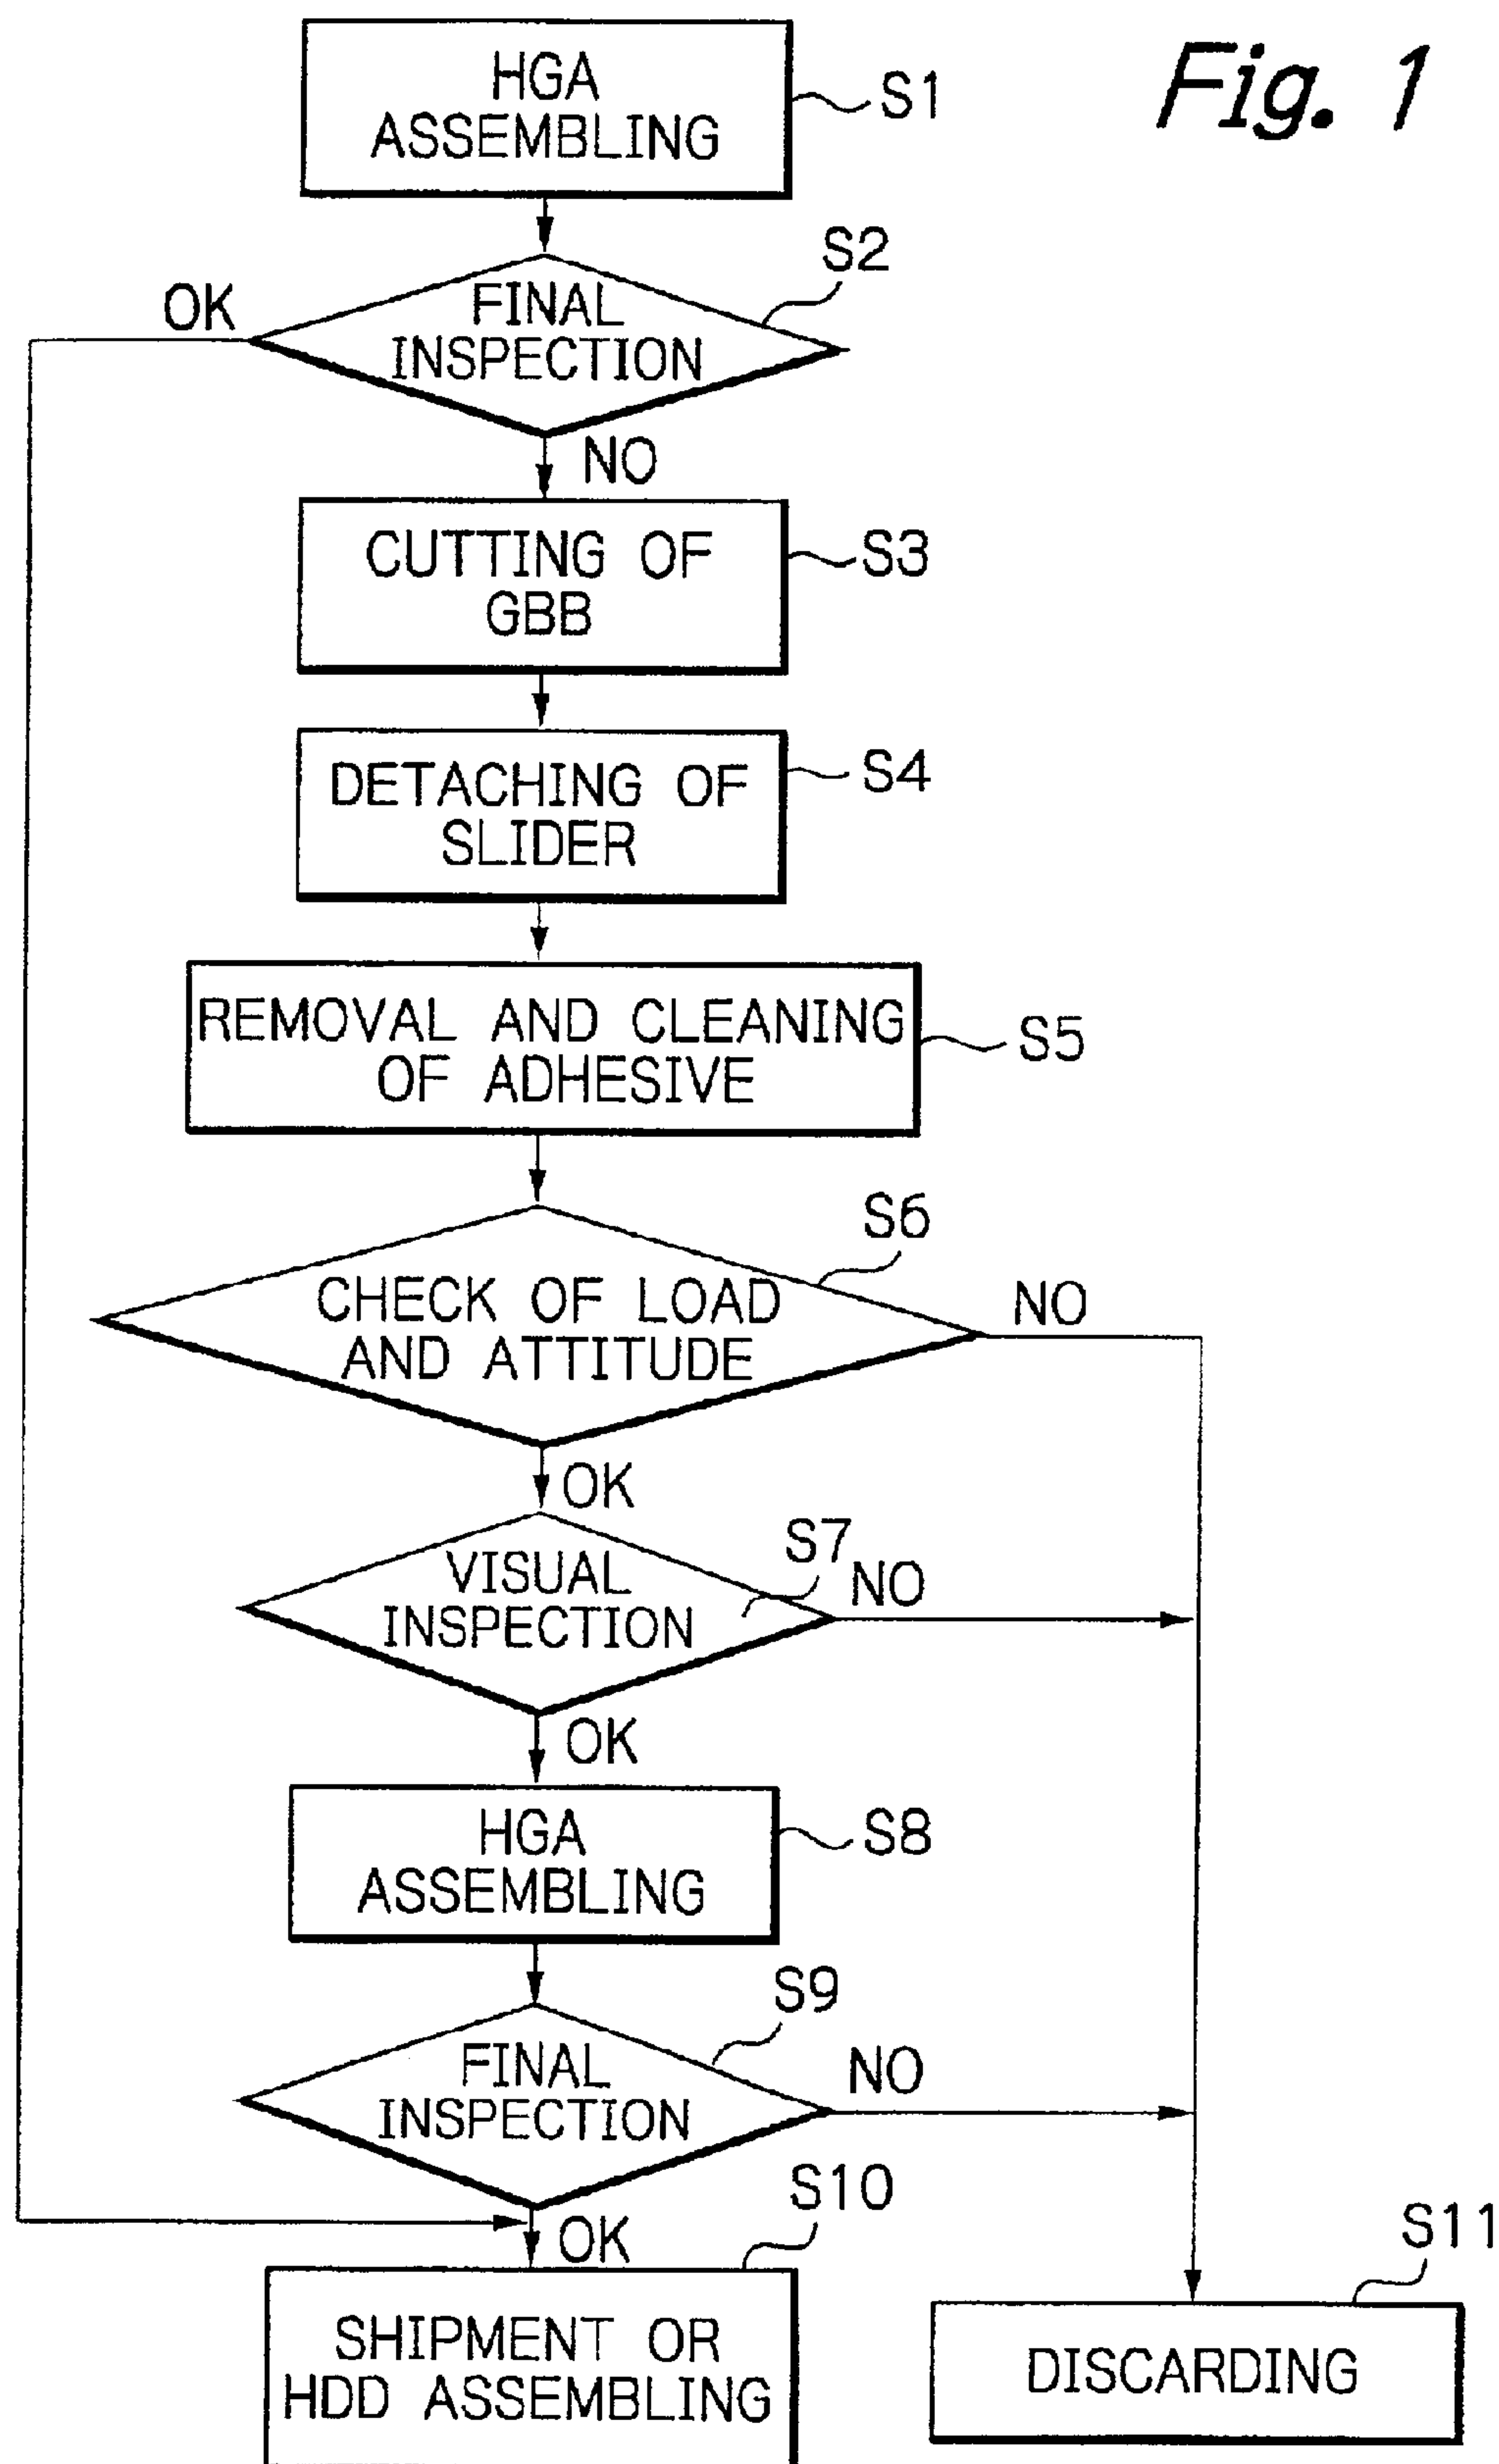 Fig. 1
HGA
ASSEMBLING
S1
S2
OK
FINAL
INSPECTION
NO
CUTTING OF
GBB
S3
DETACHING OF
SLIDER
S4
REMOVAL AND CLEANING
OF ADHESIVE
S5
S6
CHECK OF LOAD
AND ATTITUDE
NO
OK
S7
VISUAL
INSPECTION
NO
OK
HGA
ASSEMBLING
S8
S9
FINAL
INSPECTION
NO
OK
S10
SHIPMENT OR
HDD ASSEMBLING
S11
DISCARDING